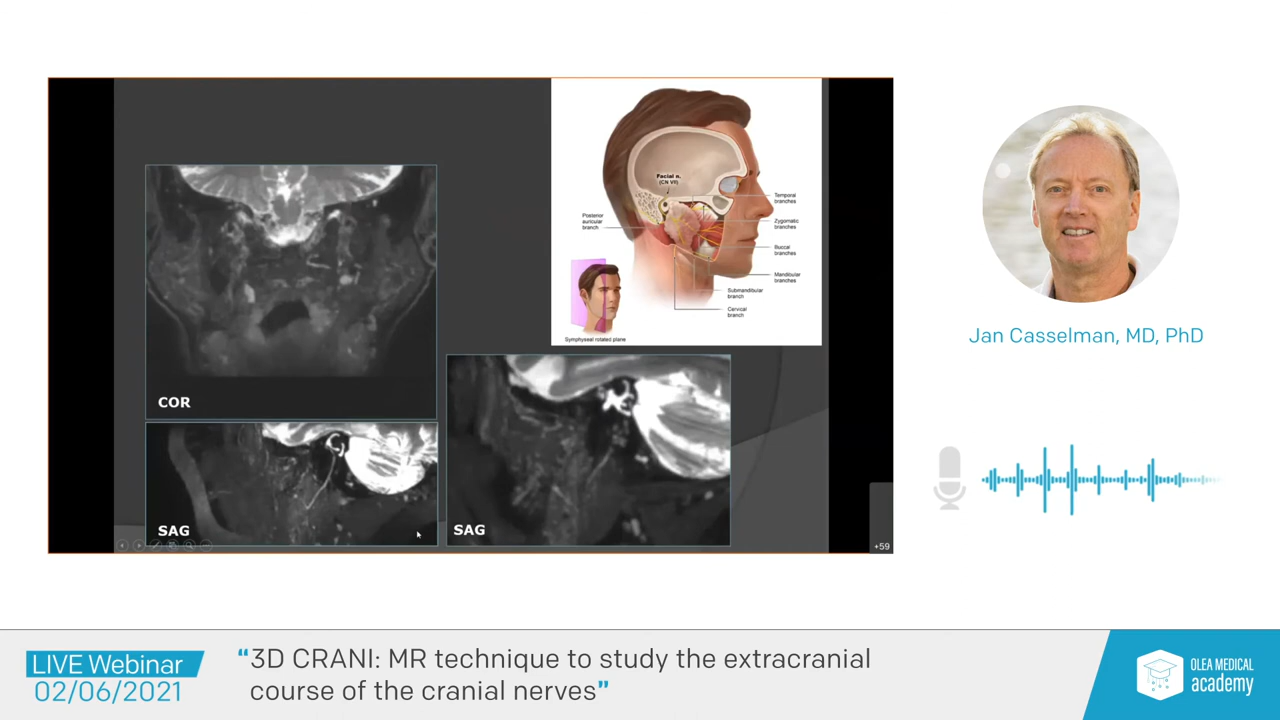 Facial n.
(CN VII)
Posterior
auricular
branch
Temporal
branches
Zygomatic
branches
Buccal
branches
Mandibular
branches
Submandibular
branch
Cervical
branch
Symphyseal rotated plane
COR
SAG
SAG
+59
Jan Casselman, MD, PhD
LIVE Webinar
02/06/2021
“3D CRANI: MR technique to study the extracranial
course of the cranial nerves”
OLEA MEDICAL
academy